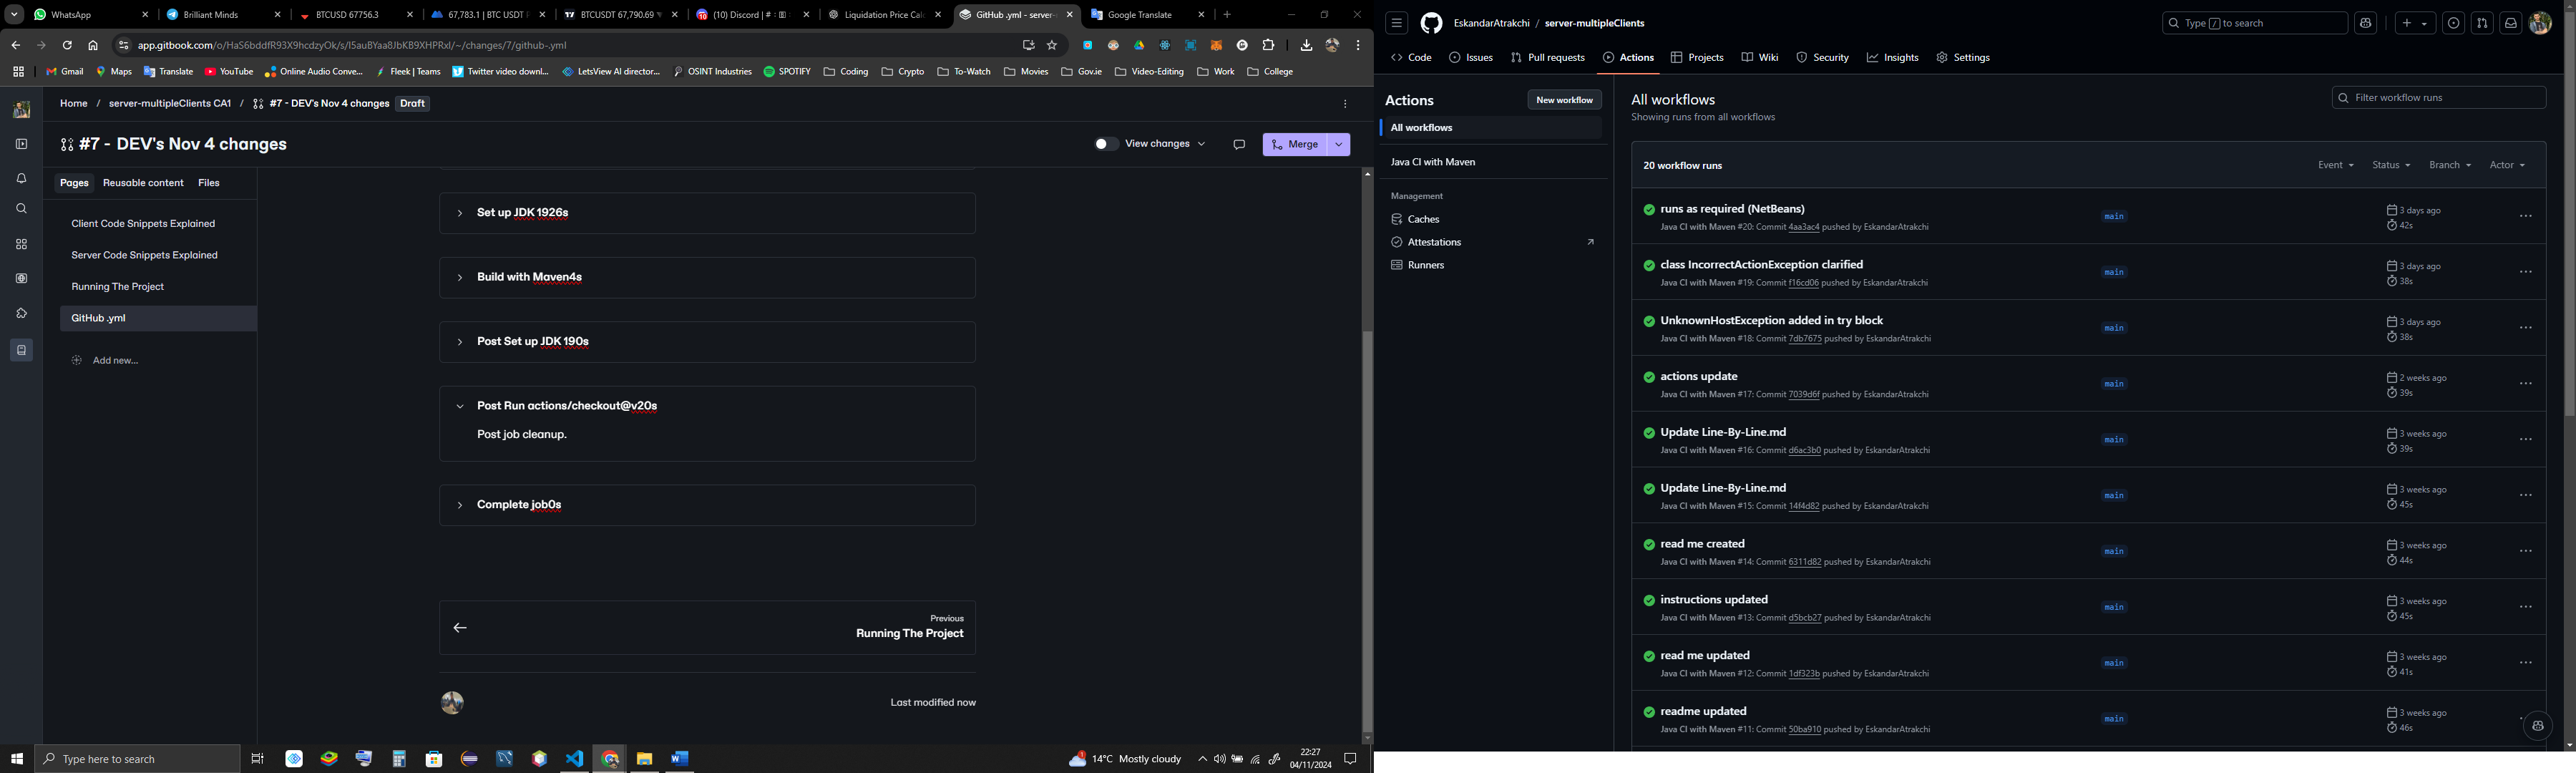 WhatsApp
Brilliant Minds
BTCUSD 67756.3
67,783.1 | BTC USDT
BTCUSDT 67,790.69
(10) Discord | # :
Liquidation Price Cal
GitHub .yml - server-
Google Translate
app.gitbook.com/o/HaS6bddfR93X9hcdzyOk/s/I5auBYaa8JbKB9XHPRxI/~/changes/7/github-.yml
Gmail
Maps
Translate
YouTube
Online Audio Conve...
Fleek | Teams
Twitter video downl...
LetsView AI director...
OSINT Industries
SPOTIFY
Coding
Crypto
To-Watch
Movies
Gov.ie
Video-Editing
Work
College
Home / server-multipleClients CA1 / #7 - DEV's Nov 4 changes Draft
#7 - DEV's Nov 4 changes
View changes
Merge
Pages Reusable content Files
Client Code Snippets Explained
Server Code Snippets Explained
Running The Project
GitHub .yml
Add new...
Set up JDK 1926s
Build with Maven4s
Post Set up JDK 190s
Post Run actions/checkout@v20s
Post job cleanup.
Complete job0s
Previous
Running The Project
Last modified now
Type here to search
1
14°C Mostly cloudy
22:27
04/11/2024
EskandarAtrakchi / server-multipleClients
Type / to search
Code
Issues
Pull requests
Actions
Projects
Wiki
Security
Insights
Settings
Actions
New workflow
All workflows
Java CI with Maven
Management
Caches
Attestations
Runners
All workflows
Showing runs from all workflows
Filter workflow runs
20 workflow runs
Event
Status
Branch
Actor
runs as required (NetBeans)
Java CI with Maven #20: Commit 4aa3ac4 pushed by EskandarAtrakchi
main
3 days ago
42s
class IncorrectActionException clarified
Java CI with Maven #19: Commit f16cd06 pushed by EskandarAtrakchi
main
3 days ago
38s
UnknownHostException added in try block
Java CI with Maven #18: Commit 7db7675 pushed by EskandarAtrakchi
main
3 days ago
38s
actions update
Java CI with Maven #17: Commit 7039d6f pushed by EskandarAtrakchi
main
2 weeks ago
39s
Update Line-By-Line.md
Java CI with Maven #16: Commit d6ac3b0 pushed by EskandarAtrakchi
main
3 weeks ago
39s
Update Line-By-Line.md
Java CI with Maven #15: Commit 14f4d82 pushed by EskandarAtrakchi
main
3 weeks ago
45s
read me created
Java CI with Maven #14: Commit 6311d82 pushed by EskandarAtrakchi
main
3 weeks ago
44s
instructions updated
Java CI with Maven #13: Commit d5bcb27 pushed by EskandarAtrakchi
main
3 weeks ago
45s
read me updated
Java CI with Maven #12: Commit 1df323b pushed by EskandarAtrakchi
main
3 weeks ago
41s
readme updated
Java CI with Maven #11: Commit 50ba910 pushed by EskandarAtrakchi
main
3 weeks ago
46s